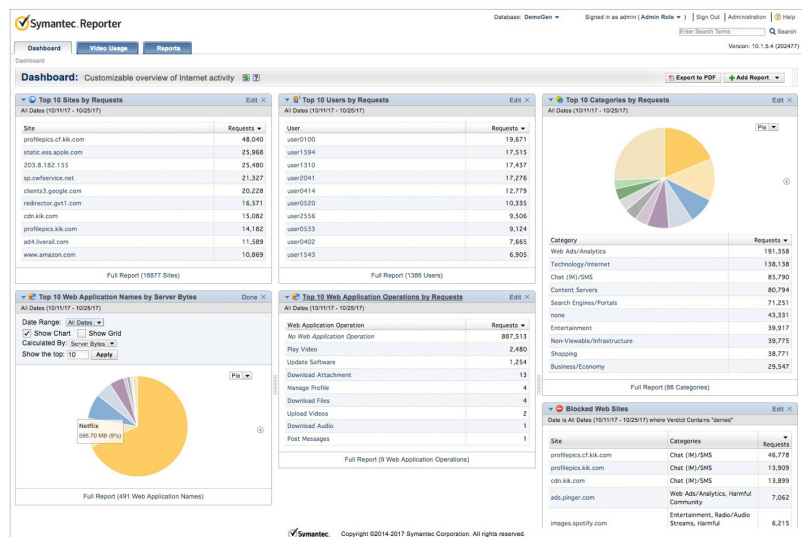 Symantec. Reporter
Database: DemoGen
Signed in as admin (Admin Role) | Sign Out | Administration | Help
Enter Search Terms
Search
Dashboard
Video Usage
Reports
Version: 10.1.5.4 (202477)
Dashboard
Dashboard: Customizable overview of Internet activity
Export to PDF
Add Report
Top 10 Sites by Requests
Edit
All Dates (10/11/17 - 10/25/17)
Site Requests
profilepics.cf.kik.com 48,040
static.ess.apple.com 25,968
203.8.182.155 25,480
sp.cwfservice.net 21,327
clients3.google.com 20,228
redirector.gvt1.com 16,571
cdn.kik.com 15,082
profilepics.kik.com 14,182
ad4.liverail.com 11,589
www.amazon.com 10,869
Full Report (18877 Sites)
Top 10 Users by Requests
Edit
All Dates (10/11/17 - 10/25/17)
User Requests
user0100 19,671
user1594 17,515
user1310 17,437
user2041 17,276
user0414 12,779
user0520 10,335
user2556 9,506
user0533 9,124
user0402 7,665
user1543 6,905
Full Report (1386 Users)
Top 10 Categories by Requests
Edit
All Dates (10/11/17 - 10/25/17)
Pie
Category Requests
Web Ads/Analytics 191,358
Technology/Internet 138,138
Chat (IM)/SMS 85,790
Content Servers 80,794
Search Engines/Portals 71,251
none 43,331
Entertainment 39,917
Non-Viewable/Infrastructure 39,775
Shopping 38,771
Business/Economy 29,547
Full Report (86 Categories)
Top 10 Web Application Names by Server Bytes
Done
All Dates (10/11/17 - 10/25/17)
Date Range: All Dates
Show Chart Show Grid
Calculated By: Server Bytes
Show the top: 10 Apply
Pie
Netflix
598.70 MB (9%)
Full Report (491 Web Application Names)
Top 10 Web Application Operations by Requests
Edit
All Dates (10/11/17 - 10/25/17)
Web Application Operation Requests
No Web Application Operation 887,513
Play Video 2,480
Update Software 1,254
Download Attachment 13
Manage Profile 4
Download Files 4
Upload Videos 2
Download Audio 1
Post Messages 1
Full Report (9 Web Application Operations)
Blocked Web Sites
Edit
Date is All Dates (10/11/17 - 10/25/17) where Verdict Contains "denied"
Site Categories Requests
profilepics.cf.kik.com Chat (IM)/SMS 46,778
profilepics.kik.com Chat (IM)/SMS 13,909
cdn.kik.com Chat (IM)/SMS 13,899
ads.pinger.com Web Ads/Analytics, Harmful Community 7,062
images.spotify.com Entertainment, Radio/Audio Streams, Harmful 6,215
Symantec. Copyright ©2014-2017 Symantec Corporation. All rights reserved.